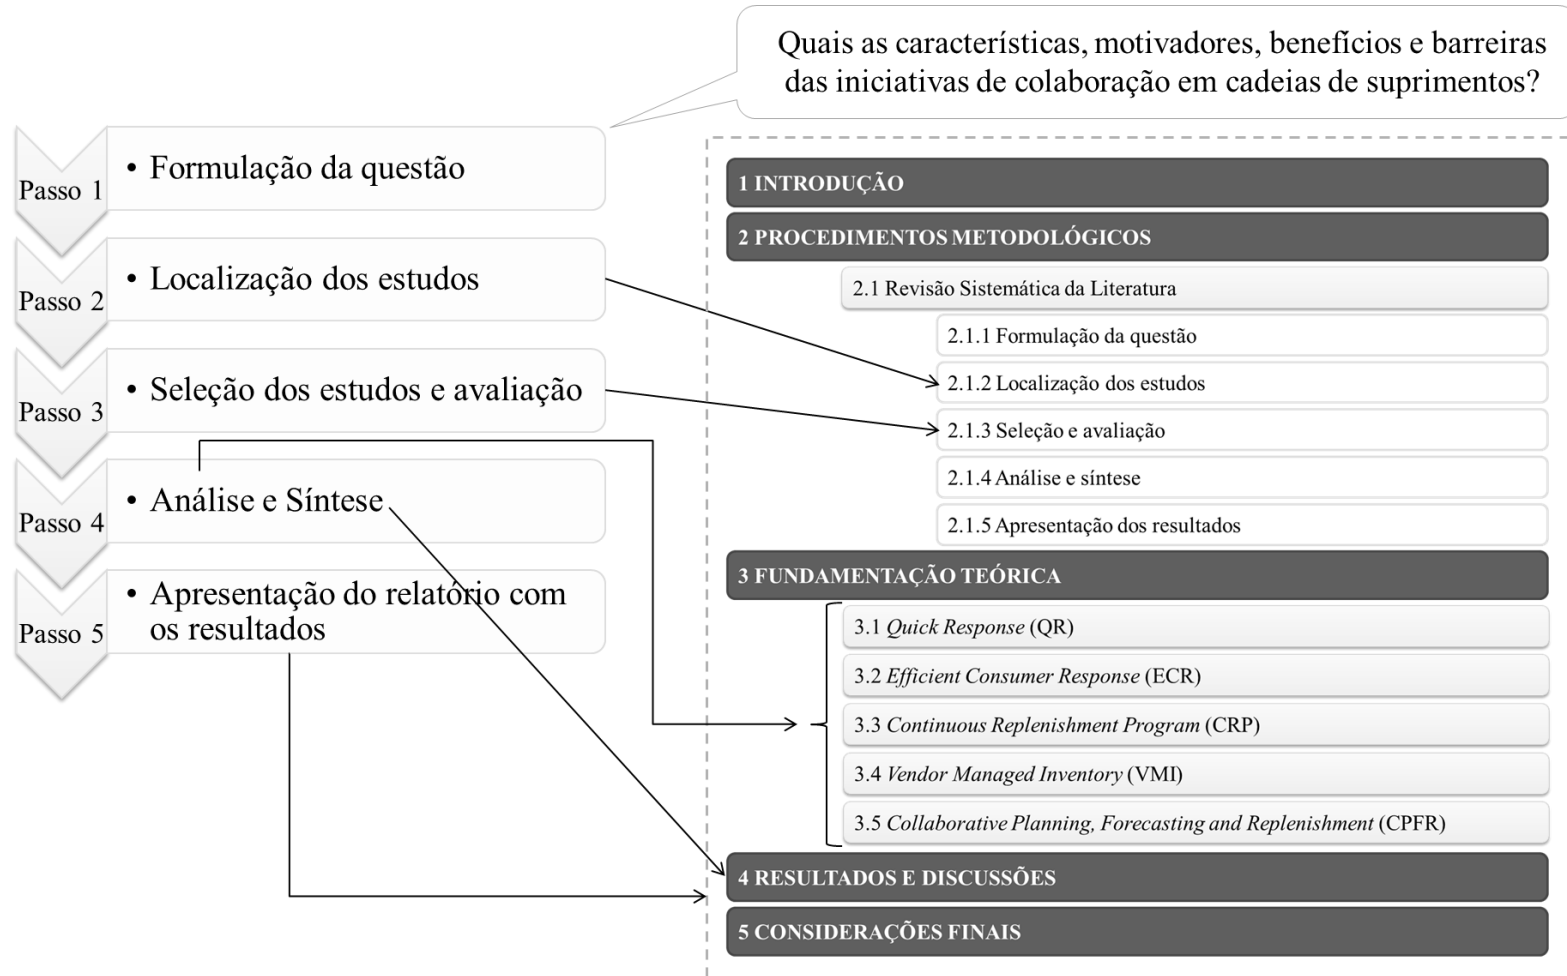 Quais as características, motivadores, benefícios e barreiras
das iniciativas de colaboração em cadeias de suprimentos?
Passo 1
• Formulação da questão
Passo 2
• Localização dos estudos
Passo 3
• Seleção dos estudos e avaliação
Passo 4
• Análise e Síntese
Passo 5
• Apresentação do relatório com
os resultados
1 INTRODUÇÃO
2 PROCEDIMENTOS METODOLÓGICOS
2.1 Revisão Sistemática da Literatura
2.1.1 Formulação da questão
2.1.2 Localização dos estudos
2.1.3 Seleção e avaliação
2.1.4 Análise e síntese
2.1.5 Apresentação dos resultados
3 FUNDAMENTAÇÃO TEÓRICA
3.1 Quick Response (QR)
3.2 Efficient Consumer Response (ECR)
3.3 Continuous Replenishment Program (CRP)
3.4 Vendor Managed Inventory (VMI)
3.5 Collaborative Planning, Forecasting and Replenishment (CPFR)
4 RESULTADOS E DISCUSSÕES
5 CONSIDERAÇÕES FINAIS